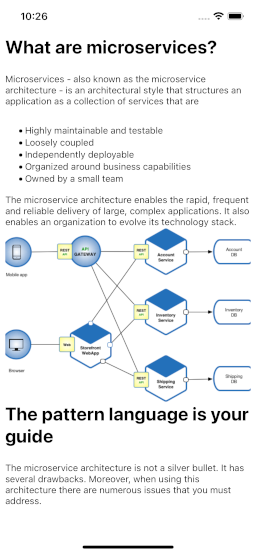 10:26
What are microservices?
Microservices - also known as the microservice
architecture - is an architectural style that structures an
application as a collection of services that are
• Highly maintainable and testable
• Loosely coupled
• Independently deployable
• Organized around business capabilities
• Owned by a small team
The microservice architecture enables the rapid, frequent
and reliable delivery of large, complex applications. It also
enables an organization to evolve its technology stack.
Mobile app
REST
API
API
GATEWAY
REST
API
Account
Service
Account
DB
REST
API
Inventory
Service
Inventory
DB
Browser
Web
Storefront
WebApp
REST
API
Shipping
Service
Shipping
DB
The pattern language is your
guide
The microservice architecture is not a silver bullet. It has
several drawbacks. Moreover, when using this
architecture there are numerous issues that you must
address.